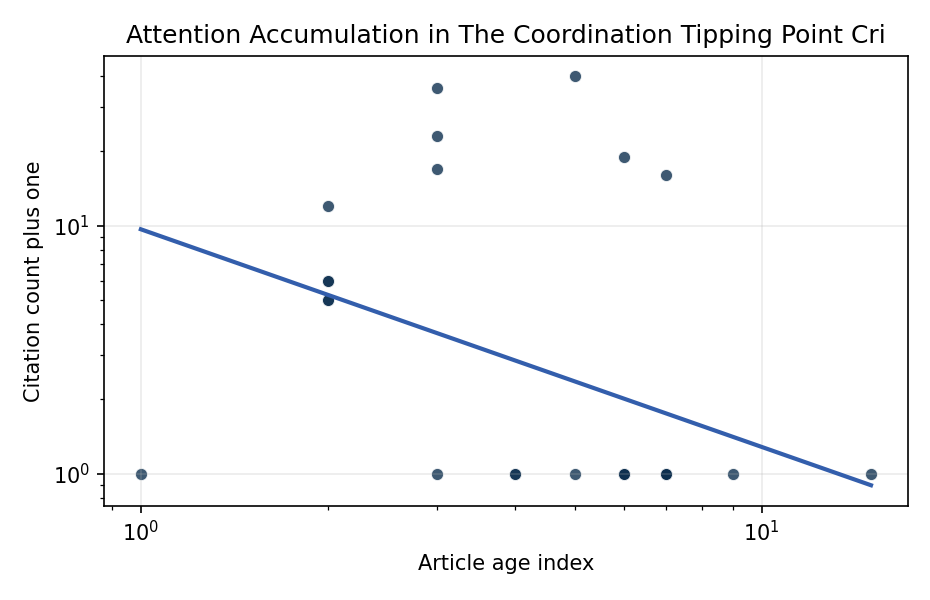 Attention Accumulation in The Coordination Tipping Point Cri
Citation count plus one
10¹
10⁰
10⁰ 10¹
Article age index